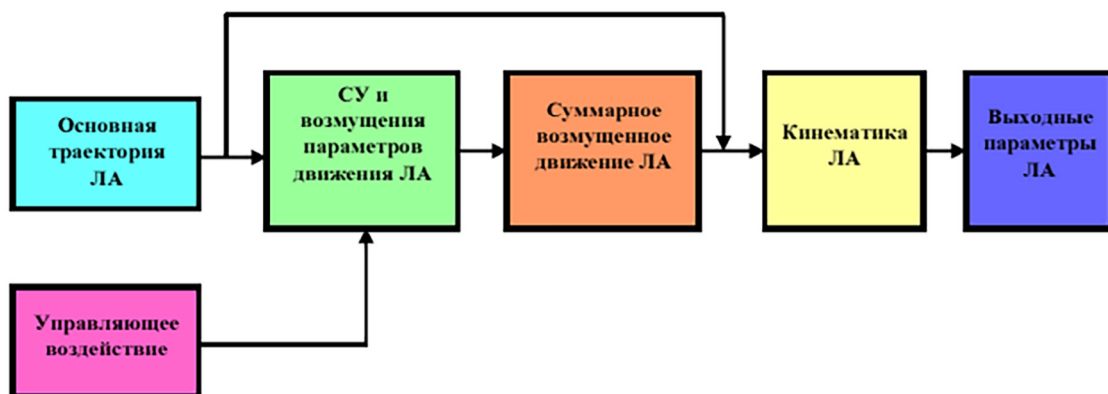 Основная
траектория
ЛА
СУ и
возмущения
параметров
движения ЛА
Суммарное
возмущенное
движение ЛА
Кинематика
ЛА
Выходные
параметры
ЛА
Управляющее
воздействие